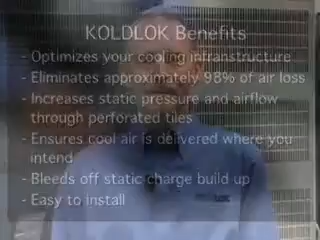 KOLDLOK Benefits
- Optimizes your cooling infranstructure
- Eliminates approximately 98% of air loss
- Increases static pressure and airflow
through perforated tiles
- Ensures cool air is delivered where you
intend
- Bleeds off static charge build up
- Easy to install